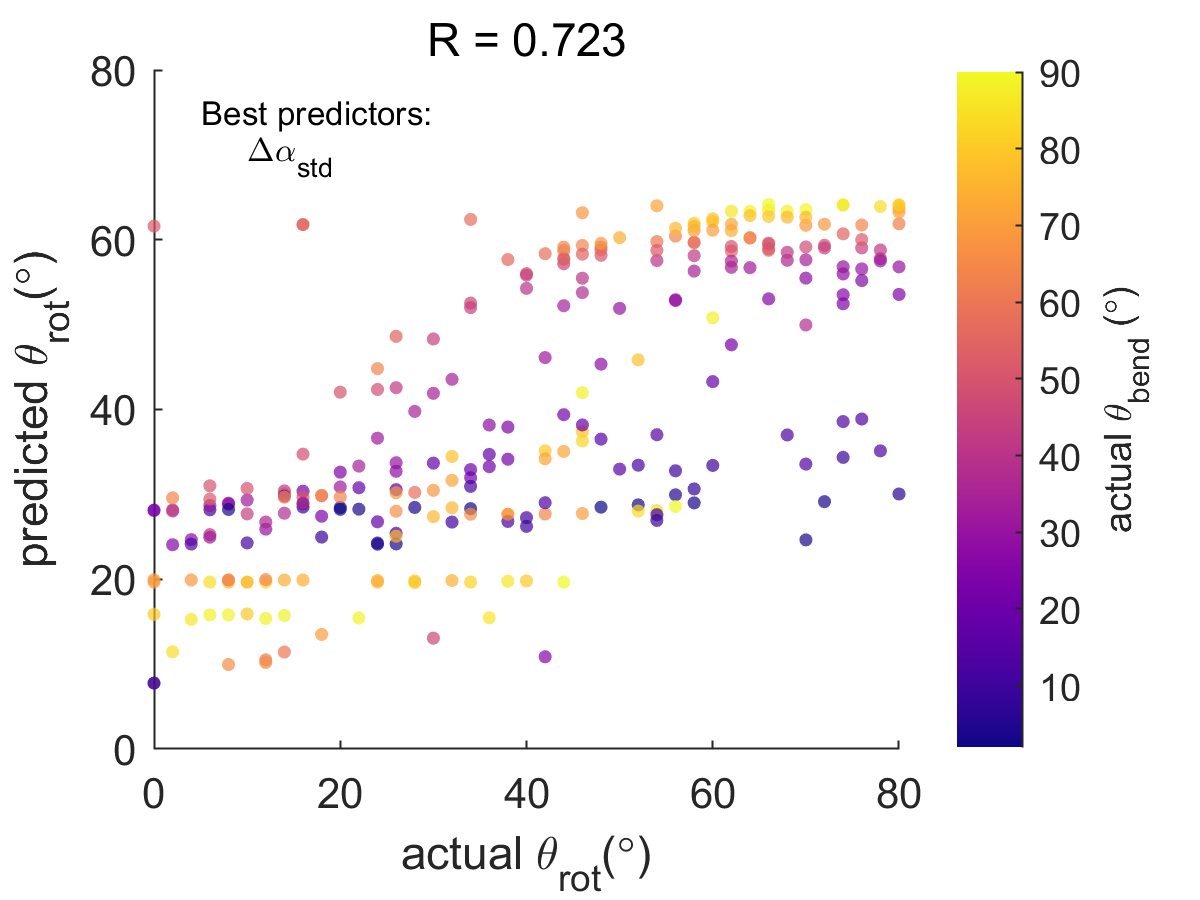 R = 0.723
Best predictors:
Δα_std
80
60
40
20
0
0 20 40 60 80
predicted θ_rot(°)
actual θ_rot(°)
90
80
70
60
50
40
30
20
10
actual θ_bend (°)